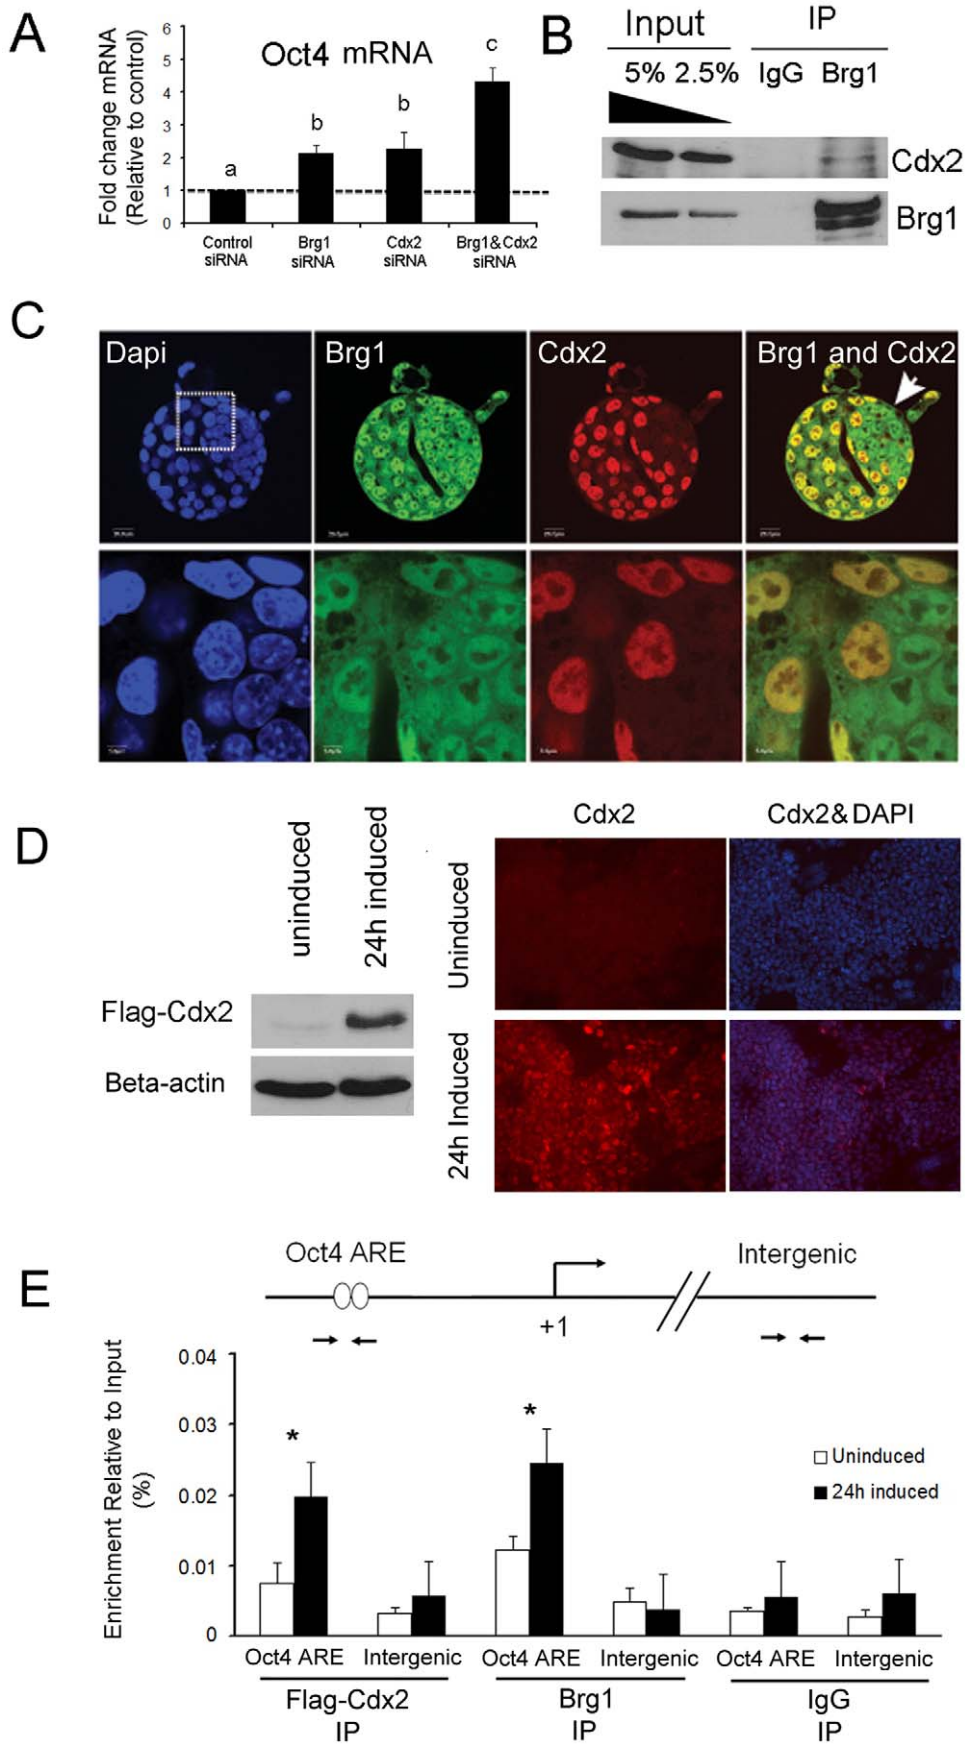 A
Fold change mRNA
(Relative to control)
6
5
4
3
2
1
0
Oct4 mRNA
a
b
b
c
Control
siRNA
Brg1
siRNA
Cdx2
siRNA
Brg1&Cdx2
siRNA
B
Input
IP
5% 2.5% IgG Brg1
Cdx2
Brg1
C
Dapi
Brg1
Cdx2
Brg1 and Cdx2
D
uninduced
24h induced
Flag-Cdx2
Beta-actin
Cdx2
Cdx2&DAPI
Uninduced
24h Induced
E
Oct4 ARE
Intergenic
+1
Enrichment Relative to Input
(%)
0.04
0.03
0.02
0.01
0
*
*
Uninduced
24h induced
Oct4 ARE Intergenic Oct4 ARE Intergenic Oct4 ARE Intergenic
Flag-Cdx2
IP
Brg1
IP
IgG
IP